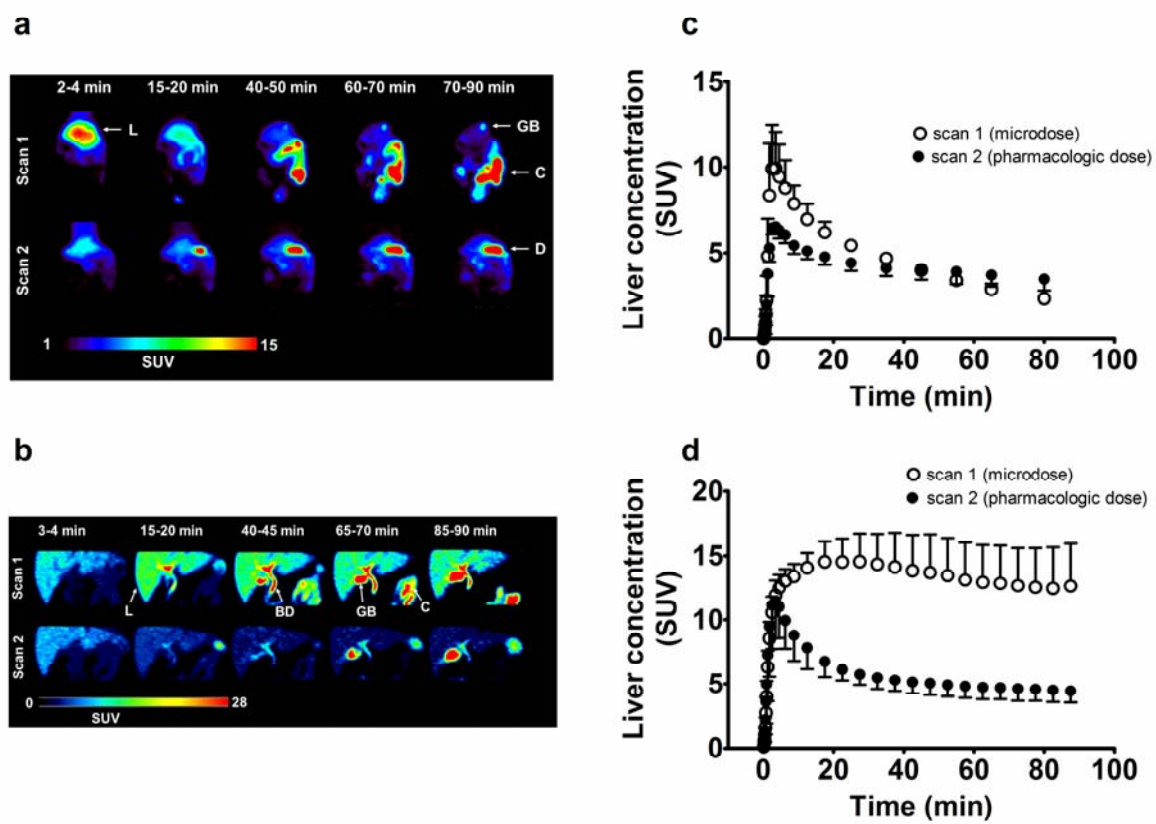 a
2-4 min 15-20 min 40-50 min 60-70 min 70-90 min
Scan 1
L
GB
C
Scan 2
D
1 15
SUV
c
15
10
5
0
Liver concentration
(SUV)
scan 1 (microdose)
scan 2 (pharmacologic dose)
0 20 40 60 80 100
Time (min)
b
3-4 min 15-20 min 40-45 min 65-70 min 85-90 min
Scan 1
L
BD
GB
C
Scan 2
0 28
SUV
d
20
15
10
5
0
Liver concentration
(SUV)
scan 1 (microdose)
scan 2 (pharmacologic dose)
0 20 40 60 80 100
Time (min)